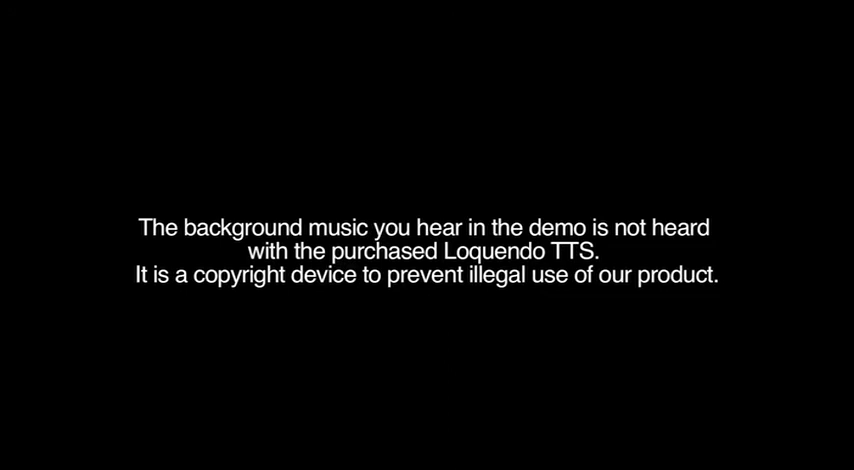 The background music you hear in the demo is not heard
with the purchased Loquendo TTS.
It is a copyright device to prevent illegal use of our product.